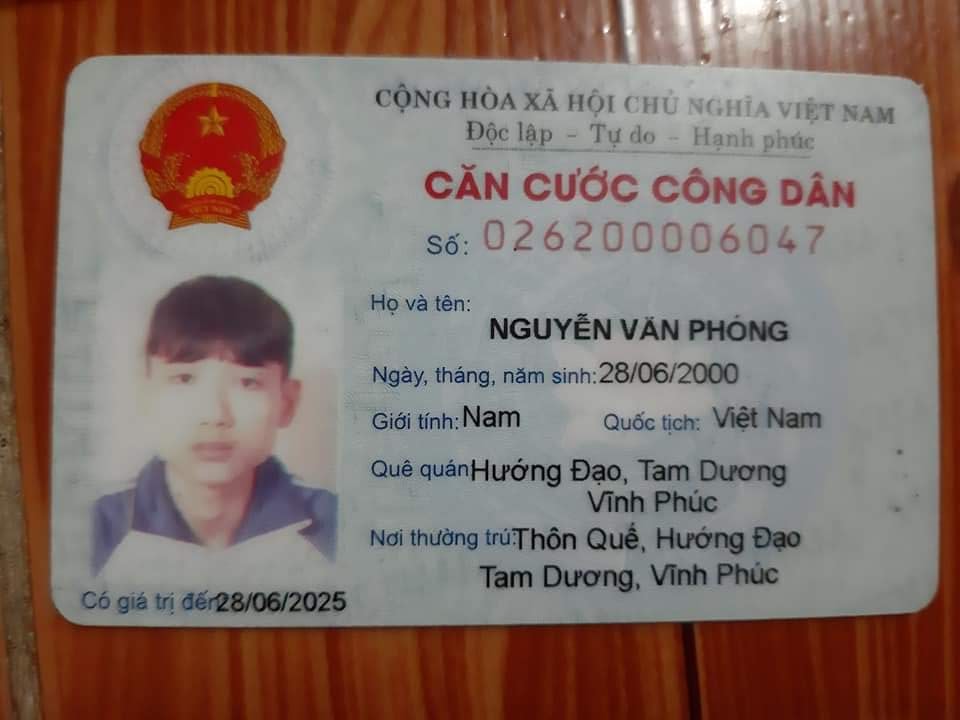 CỘNG HÒA XÃ HỘI CHỦ NGHĨA VIỆT NAM
Độc lập - Tự do - Hạnh phúc
CĂN CƯỚC CÔNG DÂN
Số: 026200006047
Họ và tên:
NGUYỄN VĂN PHÓNG
Ngày, tháng, năm sinh:28/06/2000
Giới tính:Nam Quốc tịch: Việt Nam
Quê quán Hướng Đạo, Tam Dương
Vĩnh Phúc
Nơi thường trú:Thôn Quế, Hướng Đạo
Tam Dương, Vĩnh Phúc
Có giá trị đến 28/06/2025
VIỆT NAM